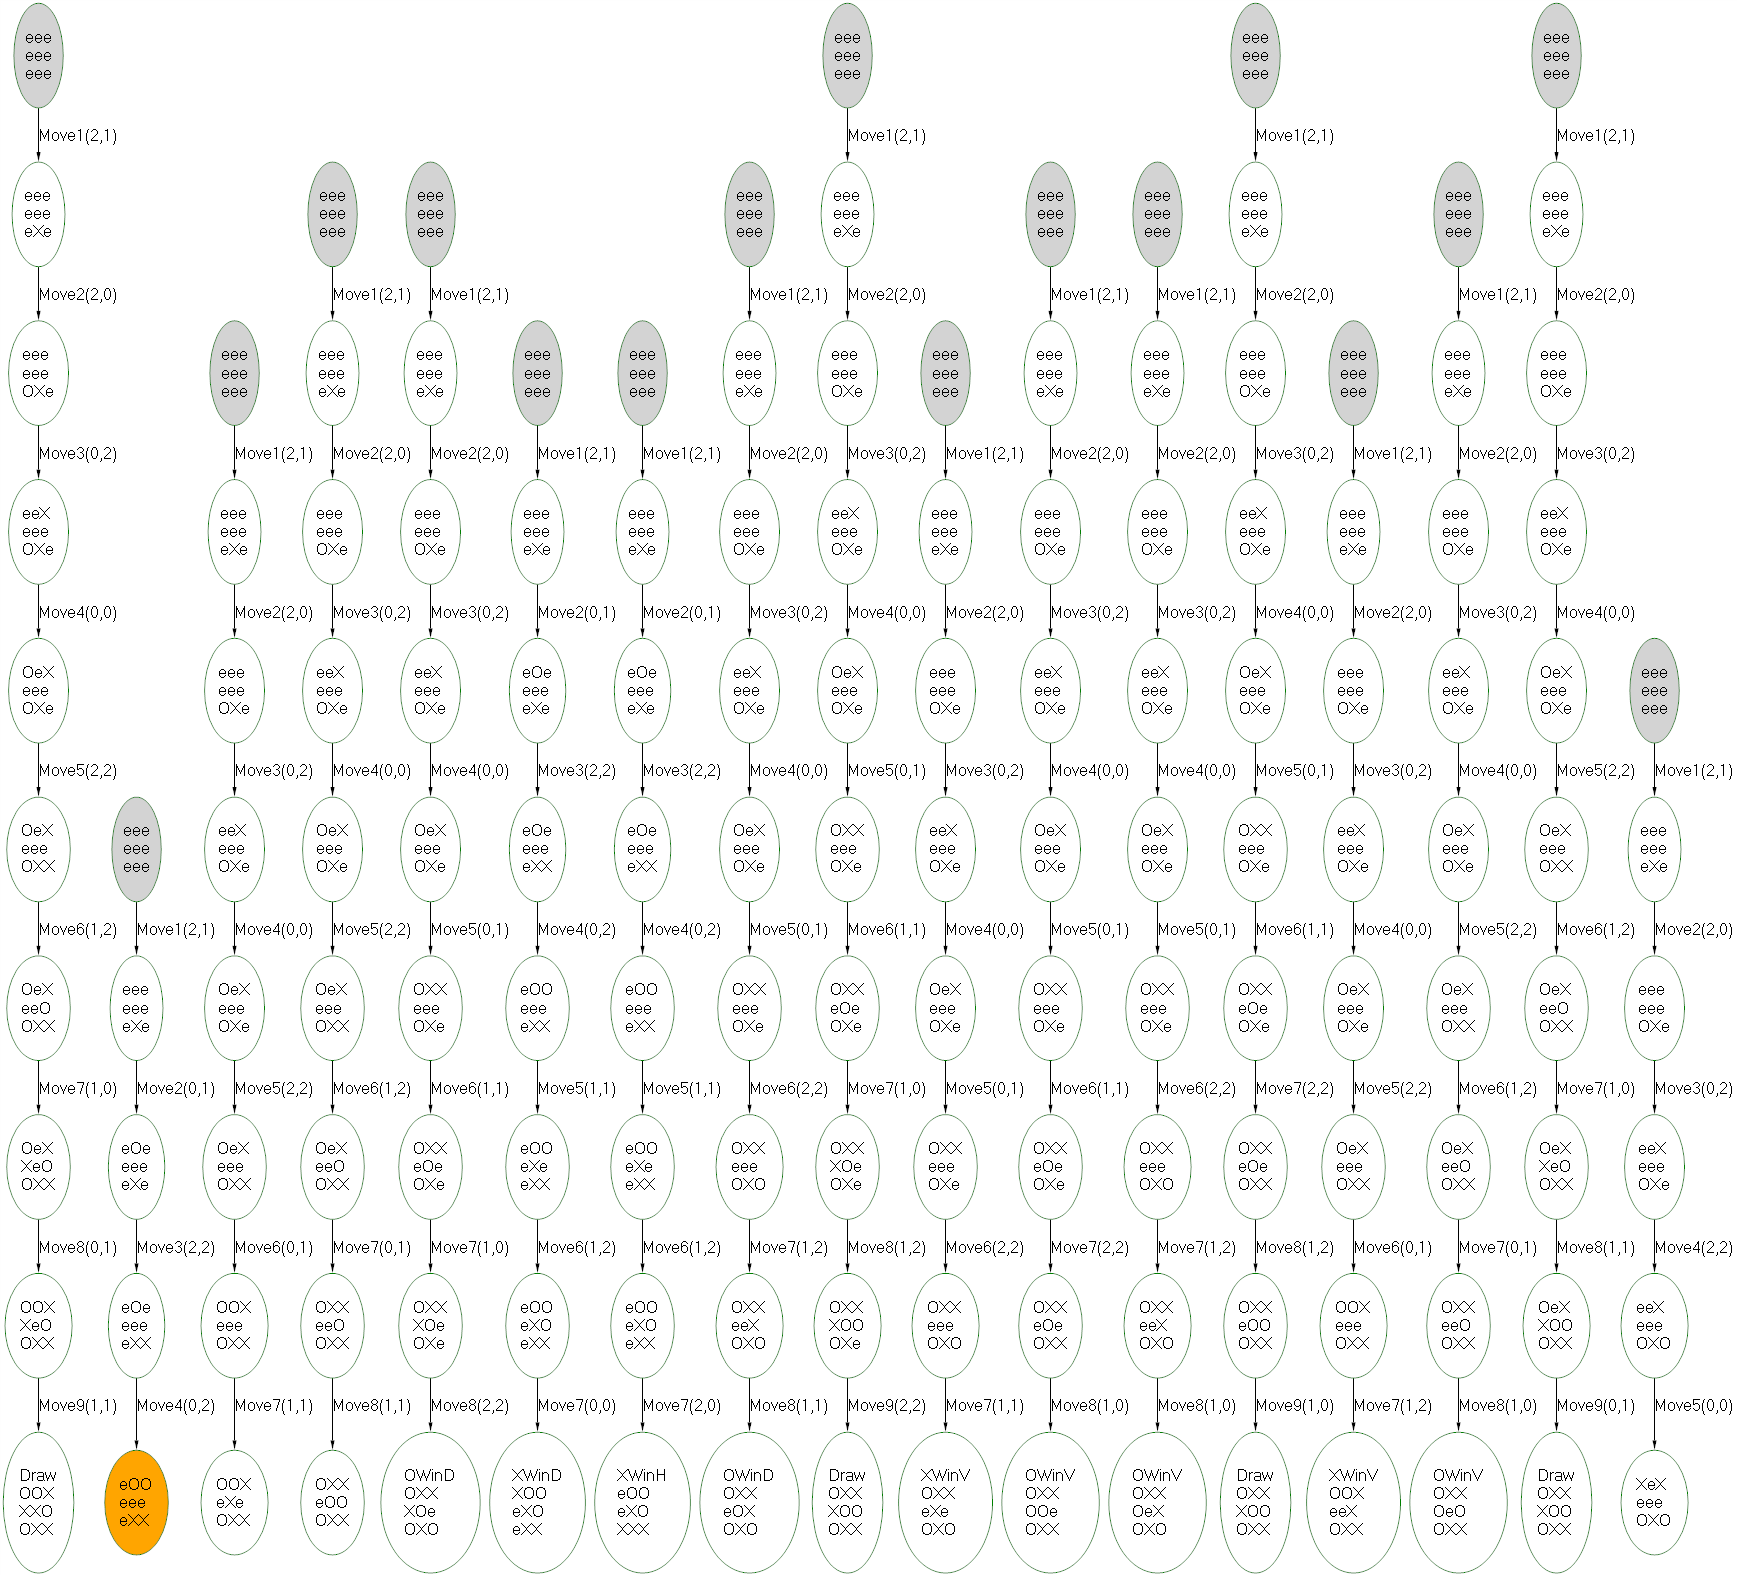 eee
eee
eee
Move1(2,1)
eee
eee
eXe
Move2(2,0)
eee
eee
OXe
Move3(0,2)
eeX
eee
OXe
Move4(0,0)
OeX
eee
OXe
Move5(2,2)
OeX
eee
OXX
Move6(1,2)
OeX
eeO
OXX
Move7(1,0)
OeX
XeO
OXX
Move8(0,1)
OOX
XeO
OXX
Move9(1,1)
Draw
OOX
XXO
OXX
eee
eee
eee
Move1(2,1)
eee
eee
eXe
Move2(0,1)
eOe
eee
eXe
Move3(2,2)
eOe
eee
eXX
Move4(0,2)
eOO
eee
eXX
eee
eee
eee
Move1(2,1)
eee
eee
eXe
Move2(2,0)
eee
eee
OXe
Move3(0,2)
eeX
eee
OXe
Move4(0,0)
OeX
eee
OXe
Move5(2,2)
OeX
eee
OXX
Move6(0,1)
OOX
eee
OXX
Move7(1,1)
OOX
eXe
OXX
eee
eee
eee
Move1(2,1)
eee
eee
eXe
Move2(2,0)
eee
eee
OXe
Move3(0,2)
eeX
eee
OXe
Move4(0,0)
OeX
eee
OXe
Move5(2,2)
OeX
eee
OXX
Move6(1,2)
OeX
eeO
OXX
Move7(0,1)
OXX
eeO
OXX
Move8(1,1)
OXX
eOO
OXX
eee
eee
eee
Move1(2,1)
eee
eee
eXe
Move2(2,0)
eee
eee
OXe
Move3(0,2)
eeX
eee
OXe
Move4(0,0)
OeX
eee
OXe
Move5(0,1)
OXX
eee
OXe
Move6(1,1)
OXX
eOe
OXe
Move7(1,0)
OXX
XOe
OXe
Move8(2,2)
OWinD
OXX
XOe
OXO
eee
eee
eee
Move1(2,1)
eee
eee
eXe
Move2(0,1)
eOe
eee
eXe
Move3(2,2)
eOe
eee
eXX
Move4(0,2)
eOO
eee
eXX
Move5(1,1)
eOO
eXe
eXX
Move6(1,2)
eOO
eXO
eXX
Move7(0,0)
XWinD
XOO
eXO
eXX
eee
eee
eee
Move1(2,1)
eee
eee
eXe
Move2(0,1)
eOe
eee
eXe
Move3(2,2)
eOe
eee
eXX
Move4(0,2)
eOO
eee
eXX
Move5(1,1)
eOO
eXe
eXX
Move6(1,2)
eOO
eXO
eXX
Move7(2,0)
XWinH
eOO
eXO
XXX
eee
eee
eee
Move1(2,1)
eee
eee
eXe
Move2(2,0)
eee
eee
OXe
Move3(0,2)
eeX
eee
OXe
Move4(0,0)
OeX
eee
OXe
Move5(0,1)
OXX
eee
OXe
Move6(2,2)
OXX
eee
OXO
Move7(1,2)
OXX
eeX
OXO
Move8(1,1)
OWinD
OXX
eOX
OXO
eee
eee
eee
Move1(2,1)
eee
eee
eXe
Move2(2,0)
eee
eee
OXe
Move3(0,2)
eeX
eee
OXe
Move4(0,0)
OeX
eee
OXe
Move5(0,1)
OXX
eee
OXe
Move6(1,1)
OXX
eOe
OXe
Move7(1,0)
OXX
XOe
OXe
Move8(1,2)
OXX
XOO
OXe
Move9(2,2)
Draw
OXX
XOO
OXX
eee
eee
eee
Move1(2,1)
eee
eee
eXe
Move2(2,0)
eee
eee
OXe
Move3(0,2)
eeX
eee
OXe
Move4(0,0)
OeX
eee
OXe
Move5(0,1)
OXX
eee
OXe
Move6(2,2)
OXX
eee
OXO
Move7(1,1)
XWinV
OXX
eXe
OXO
eee
eee
eee
Move1(2,1)
eee
eee
eXe
Move2(2,0)
eee
eee
OXe
Move3(0,2)
eeX
eee
OXe
Move4(0,0)
OeX
eee
OXe
Move5(0,1)
OXX
eee
OXe
Move6(1,1)
OXX
eOe
OXe
Move7(2,2)
OXX
eOe
OXX
Move8(1,0)
OWinV
OXX
OOe
OXX
eee
eee
eee
Move1(2,1)
eee
eee
eXe
Move2(2,0)
eee
eee
OXe
Move3(0,2)
eeX
eee
OXe
Move4(0,0)
OeX
eee
OXe
Move5(0,1)
OXX
eee
OXe
Move6(2,2)
OXX
eee
OXO
Move7(1,2)
OXX
eeX
OXO
Move8(1,0)
OWinV
OXX
OeX
OXO
eee
eee
eee
Move1(2,1)
eee
eee
eXe
Move2(2,0)
eee
eee
OXe
Move3(0,2)
eeX
eee
OXe
Move4(0,0)
OeX
eee
OXe
Move5(0,1)
OXX
eee
OXe
Move6(1,1)
OXX
eOe
OXe
Move7(2,2)
OXX
eOe
OXX
Move8(1,2)
OXX
eOO
OXX
Move9(1,0)
Draw
OXX
XOO
OXX
eee
eee
eee
Move1(2,1)
eee
eee
eXe
Move2(2,0)
eee
eee
OXe
Move3(0,2)
eeX
eee
OXe
Move4(0,0)
OeX
eee
OXe
Move5(2,2)
OeX
eee
OXX
Move6(0,1)
OOX
eee
OXX
Move7(1,2)
XWinV
OOX
eeX
OXX
eee
eee
eee
Move1(2,1)
eee
eee
eXe
Move2(2,0)
eee
eee
OXe
Move3(0,2)
eeX
eee
OXe
Move4(0,0)
OeX
eee
OXe
Move5(2,2)
OeX
eee
OXX
Move6(1,2)
OeX
eeO
OXX
Move7(0,1)
OXX
eeO
OXX
Move8(1,0)
OWinV
OXX
OeO
OXX
eee
eee
eee
Move1(2,1)
eee
eee
eXe
Move2(2,0)
eee
eee
OXe
Move3(0,2)
eeX
eee
OXe
Move4(0,0)
OeX
eee
OXe
Move5(2,2)
OeX
eee
OXX
Move6(1,2)
OeX
eeO
OXX
Move7(1,0)
OeX
XeO
OXX
Move8(1,1)
OeX
XOO
OXX
Move9(0,1)
Draw
OXX
XOO
OXX
eee
eee
eee
Move1(2,1)
eee
eee
eXe
Move2(2,0)
eee
eee
OXe
Move3(0,2)
eeX
eee
OXe
Move4(2,2)
eeX
eee
OXO
Move5(0,0)
XeX
eee
OXO